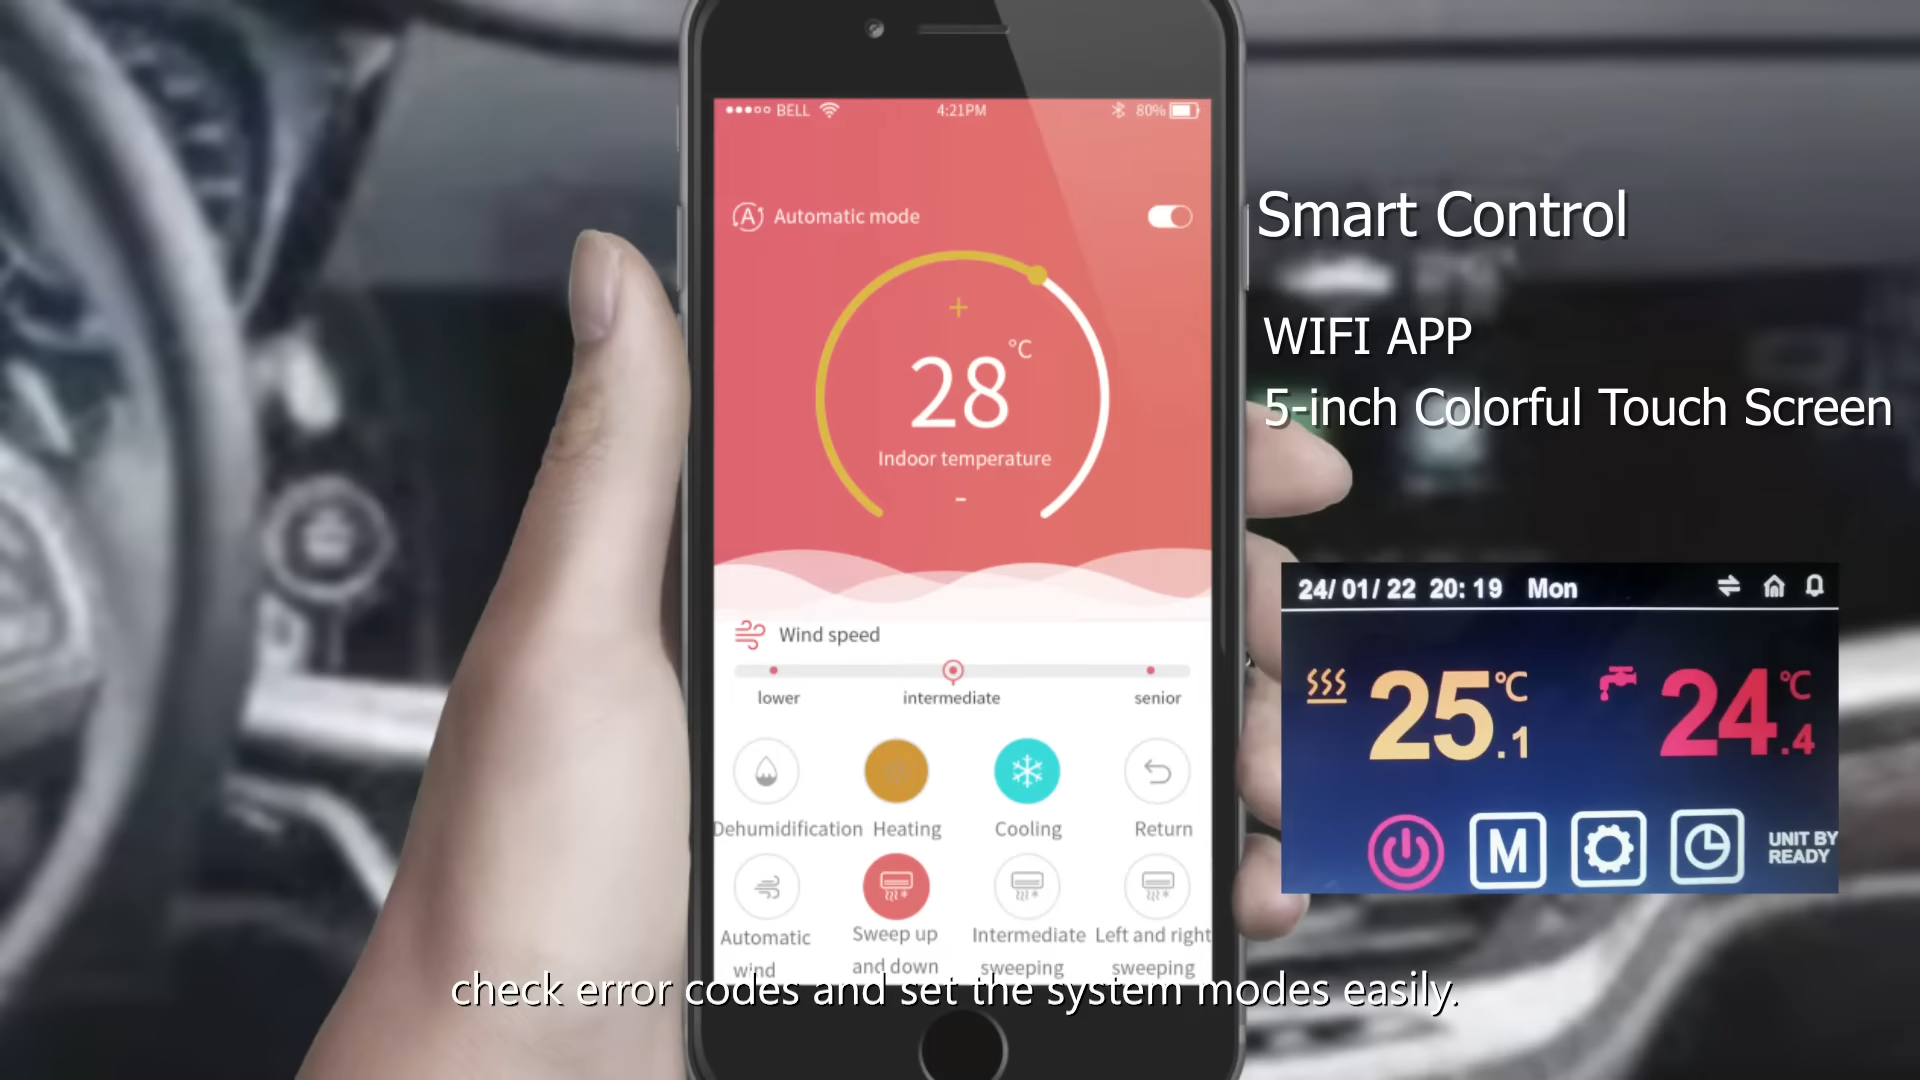 BELL
4:21PM
80%
Automatic mode
+
28°C
Indoor temperature
-
Wind speed
lower intermediate senior
Dehumidification Heating Cooling Return
Automatic wind
Sweep up and down
Intermediate sweeping
Left and right sweeping
Smart Control
WIFI APP
5-inch Colorful Touch Screen
24/01/22 20:19 Mon
25.1°C
24.4°C
M
UNIT BY
READY
check error codes and set the system modes easily.